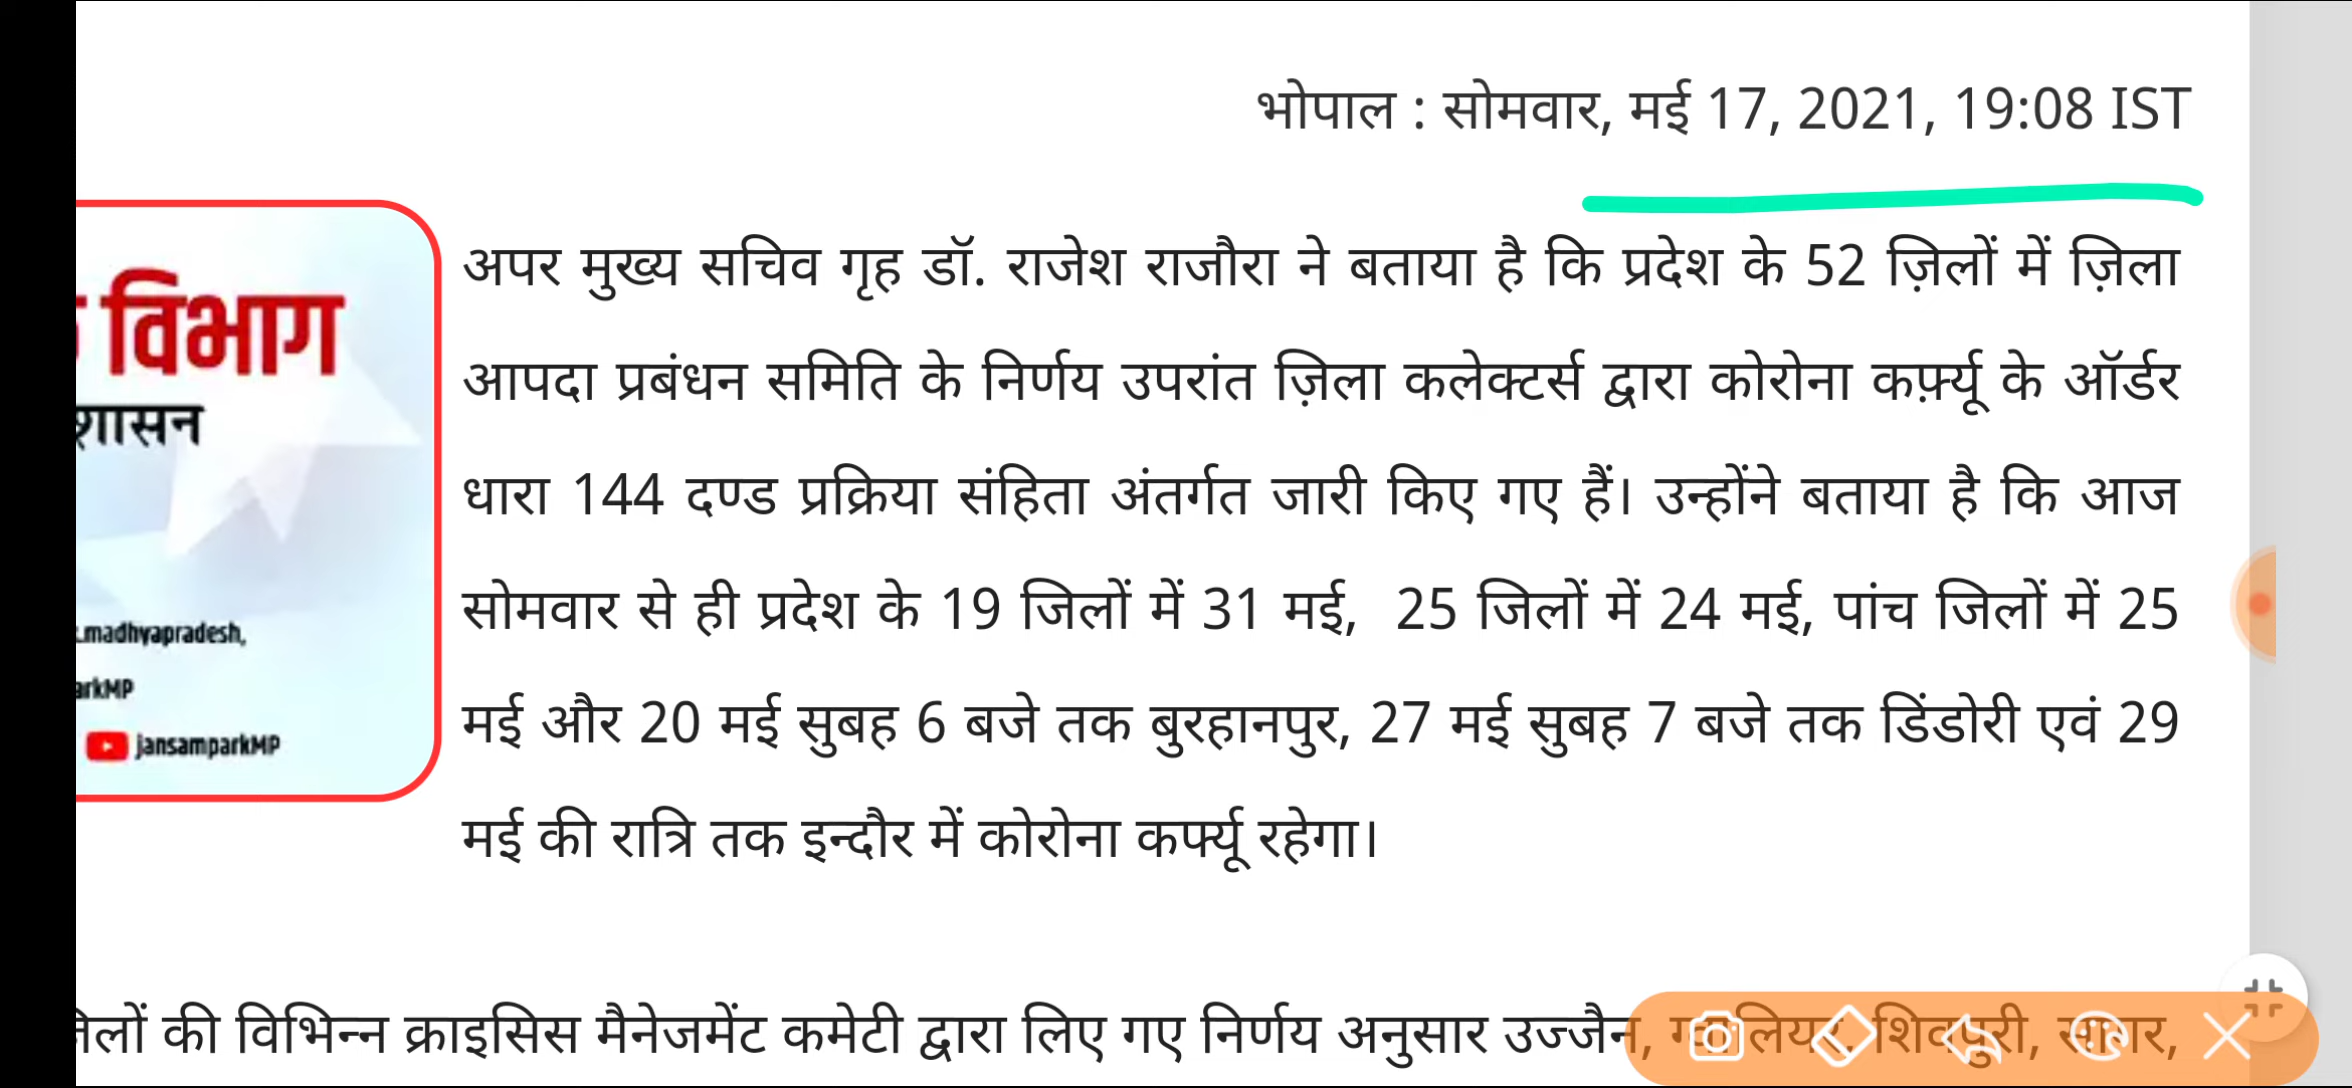 भोपाल : सोमवार, मई 17, 2021, 19:08 IST
विभाग
शासन
madhyapradesh,
arkMP
jansamparkMP
अपर मुख्य सचिव गृह डॉ. राजेश राजौरा ने बताया है कि प्रदेश के 52 ज़िलों में ज़िला
आपदा प्रबंधन समिति के निर्णय उपरांत ज़िला कलेक्टर्स द्वारा कोरोना कर्फ़्यू के ऑर्डर
धारा 144 दण्ड प्रक्रिया संहिता अंतर्गत जारी किए गए हैं। उन्होंने बताया है कि आज
सोमवार से ही प्रदेश के 19 जिलों में 31 मई, 25 जिलों में 24 मई, पांच जिलों में 25
मई और 20 मई सुबह 6 बजे तक बुरहानपुर, 27 मई सुबह 7 बजे तक डिंडोरी एवं 29
मई की रात्रि तक इन्दौर में कोरोना कर्फ्यू रहेगा।
की विभिन्न क्राइसिस मैनेजमेंट कमेटी द्वारा लिए गए निर्णय अनुसार उज्जैन, ग्वालियर, शिवपुरी, सागर,